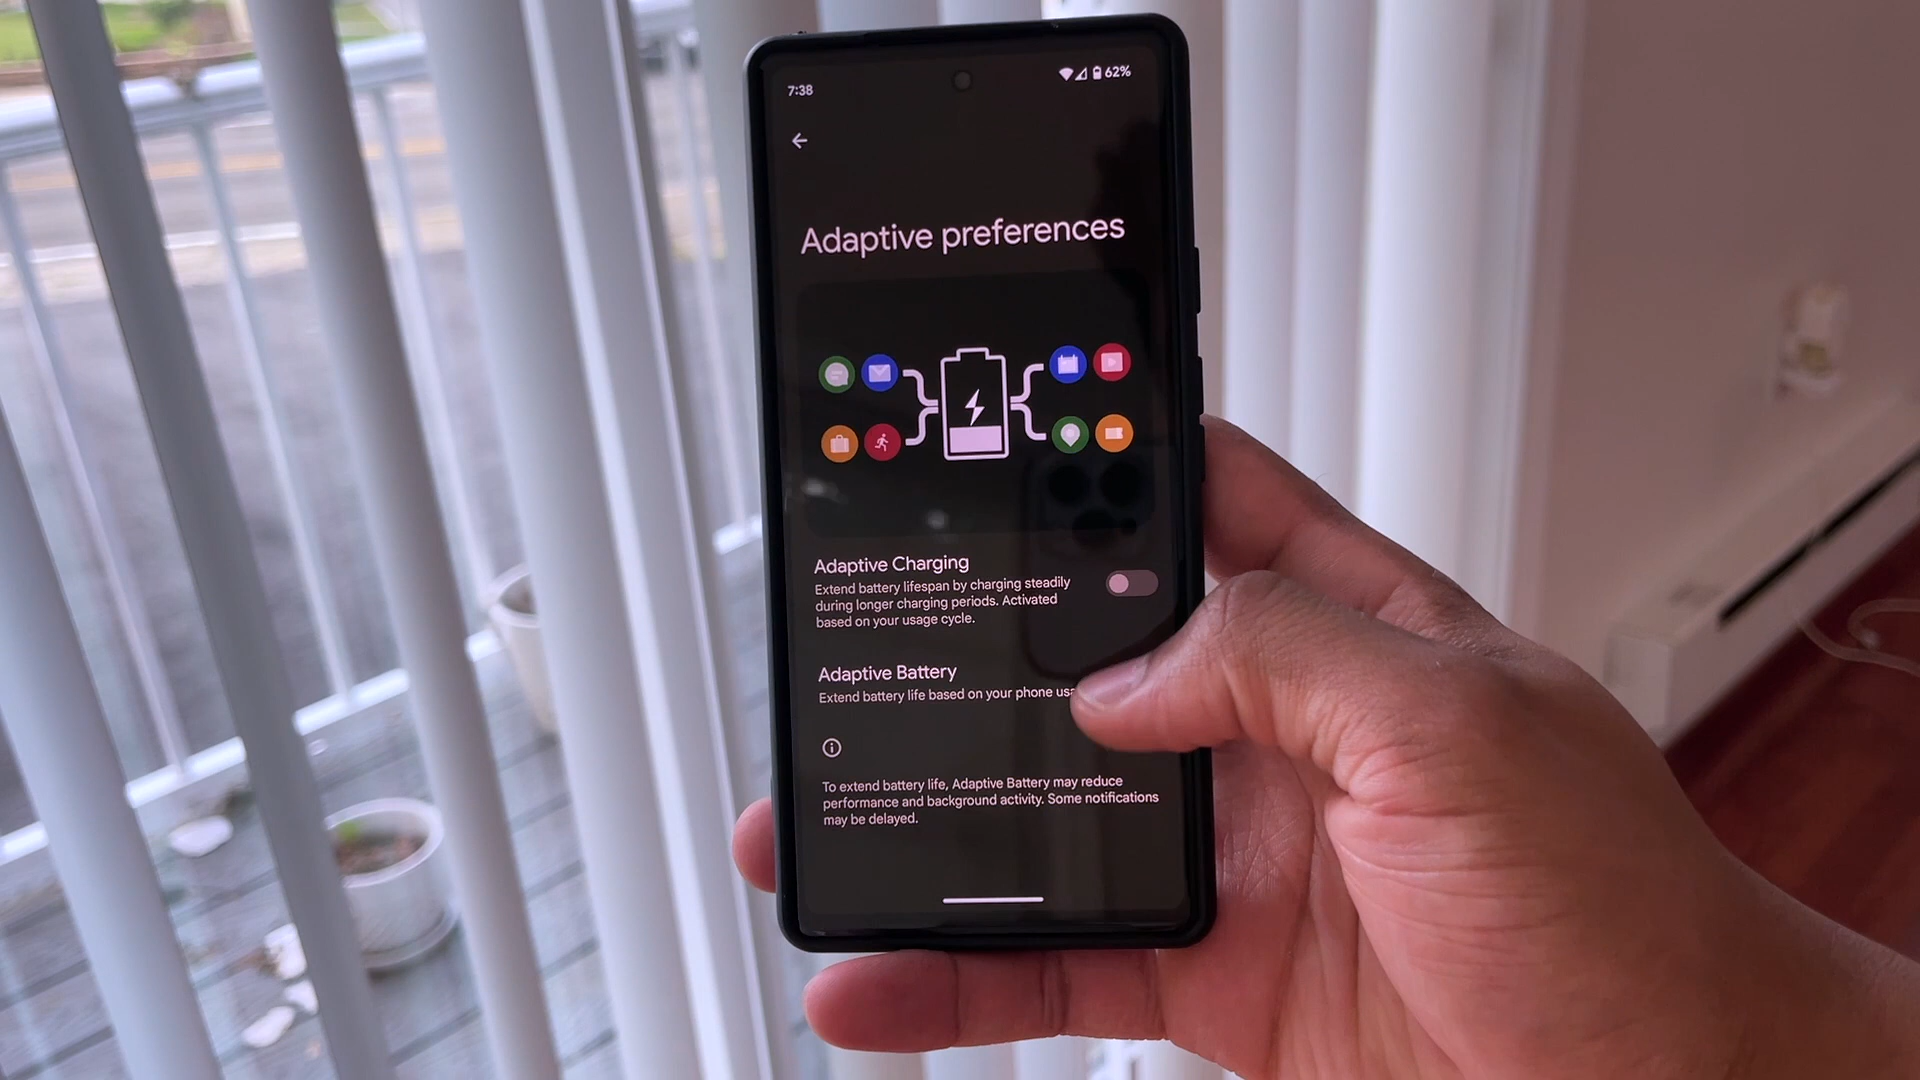 7:38
62%
Adaptive preferences
Adaptive Charging
Extend battery lifespan by charging steadily
during longer charging periods. Activated
based on your usage cycle.
Adaptive Battery
Extend battery life based on your phone
To extend battery life, Adaptive Battery may reduce
performance and background activity. Some notifications
may be delayed.